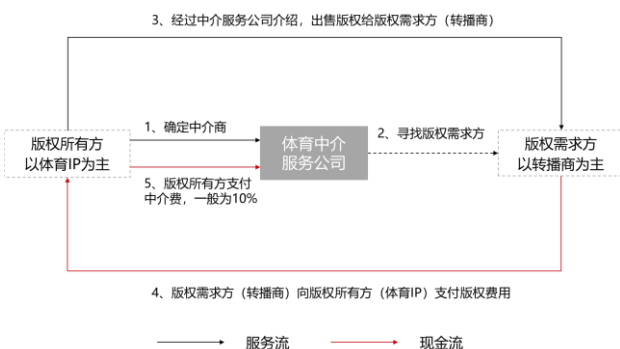 3、经过中介服务公司介绍，出售版权给版权需求方（转播商）
版权所有方
以体育IP为主
1、确定中介商
体育中介
服务公司
2、寻找版权需求方
版权需求方
以转播商为主
5、版权所有方支付
中介费，一般为10%
4、版权需求方（转播商）向版权所有方（体育IP）支付版权费用
服务流
现金流